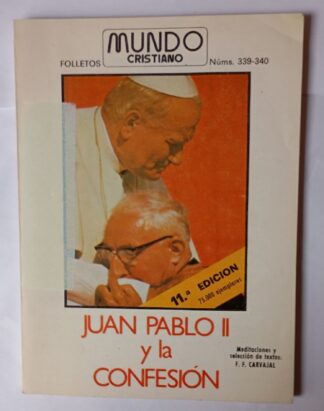 MUNDO
CRISTIANO
FOLLETOS Núms. 339-340
11.ª EDICION
75.000 ejemplares
JUAN PABLO II
y la
CONFESIÓN
Meditaciones y
selección de textos:
F. F. CARVAJAL